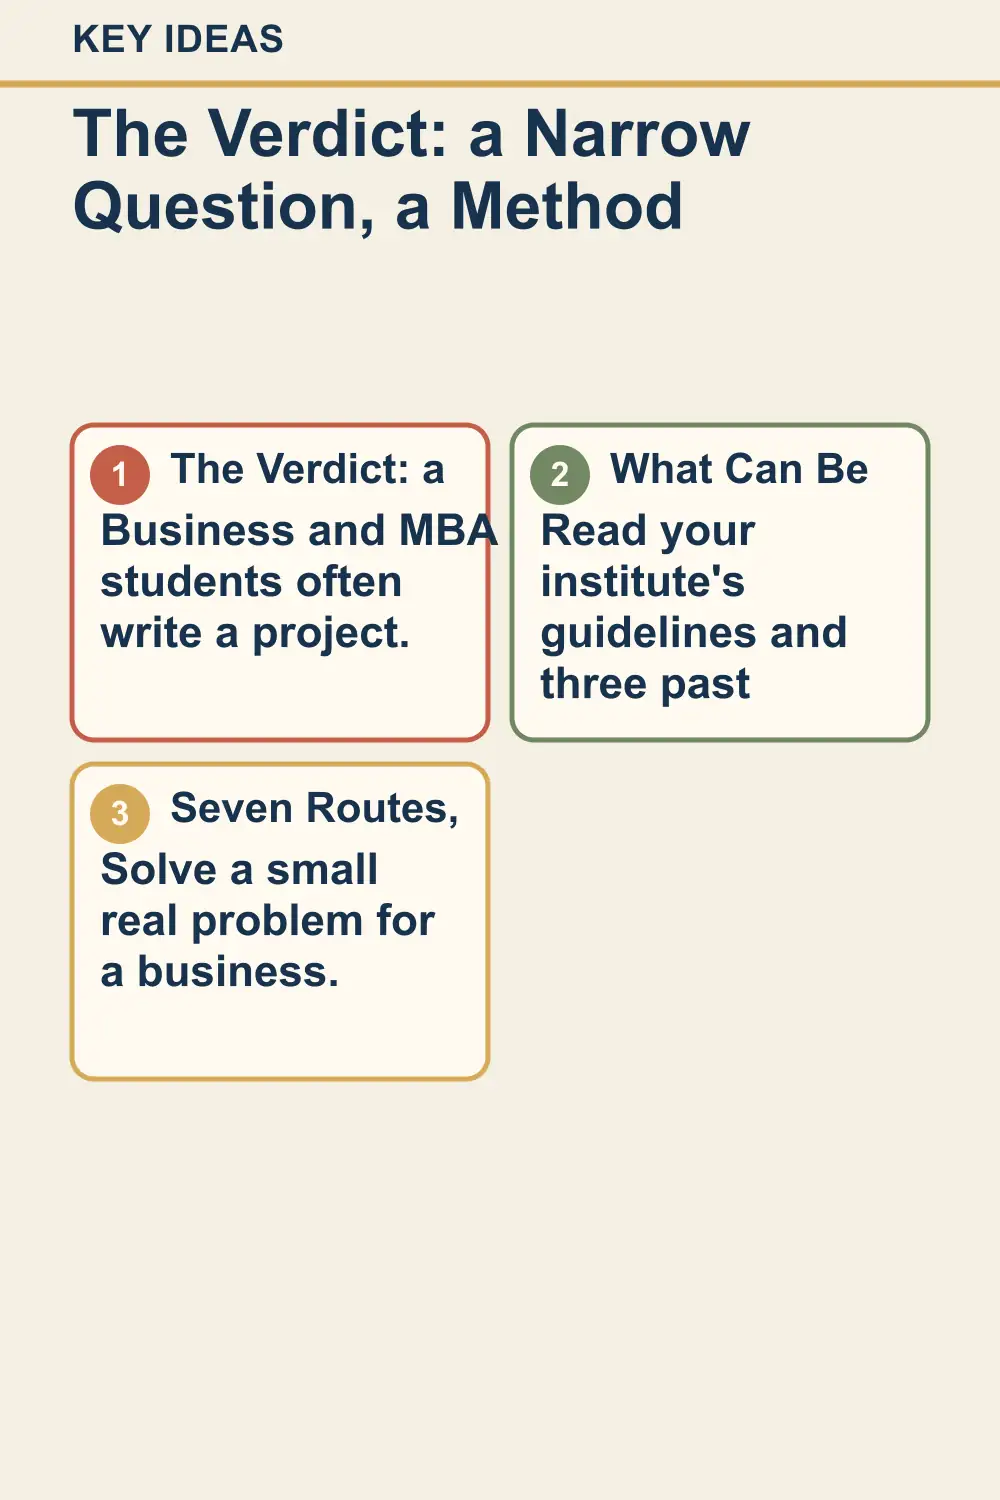 KEY IDEAS
The Verdict: a Narrow
Question, a Method
1 The Verdict: a
Business and MBA
students often
write a project.
2 What Can Be
Read your
institute's
guidelines and
three past
3 Seven Routes,
Solve a small
real problem for
a business.